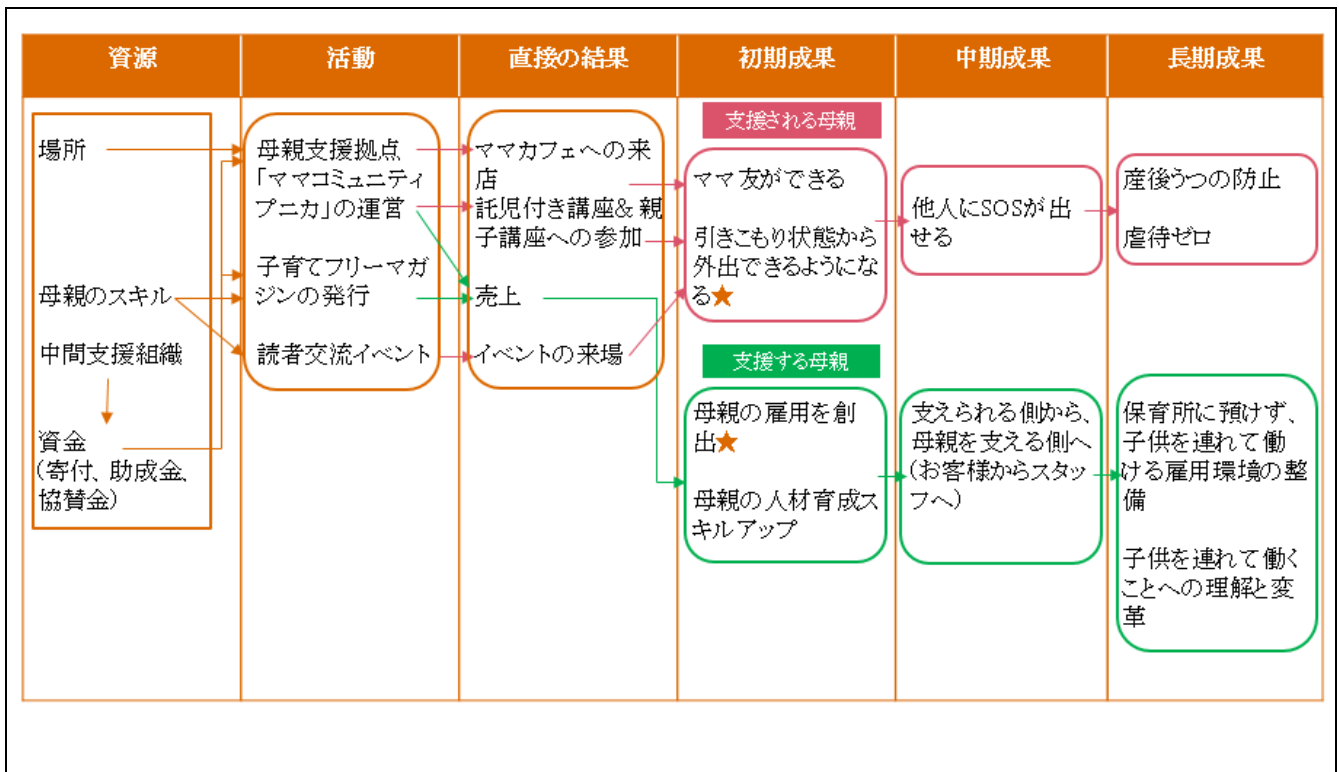 資源
活動
直接の結果
初期成果
中期成果
長期成果
場所
母親のスキル
中間支援組織
資金
(寄付、助成金、
協賛金)
母親支援拠点
「ママコミュニティ
プニカ」の運営
子育てフリーマガ
ジンの発行
読者交流イベント
ママカフェへの来
店
託児付き講座& 親
子講座への参加
売上
イベントの来場
支援される母親
ママ友ができる
引きこもり状態から
外出できるようにな
る★
支援する母親
母親の雇用を創
出★
母親の人材育成ス
キルアップ
他人にSOSが出
せる
支えられる側から、
母親を支える側へ
(お客様からスタッ
フへ)
産後うつの防止
虐待ゼロ
保育所に預けず、
子供を連れて働
ける雇用環境の整
備
子供を連れて働く
ことへの理解と変
革